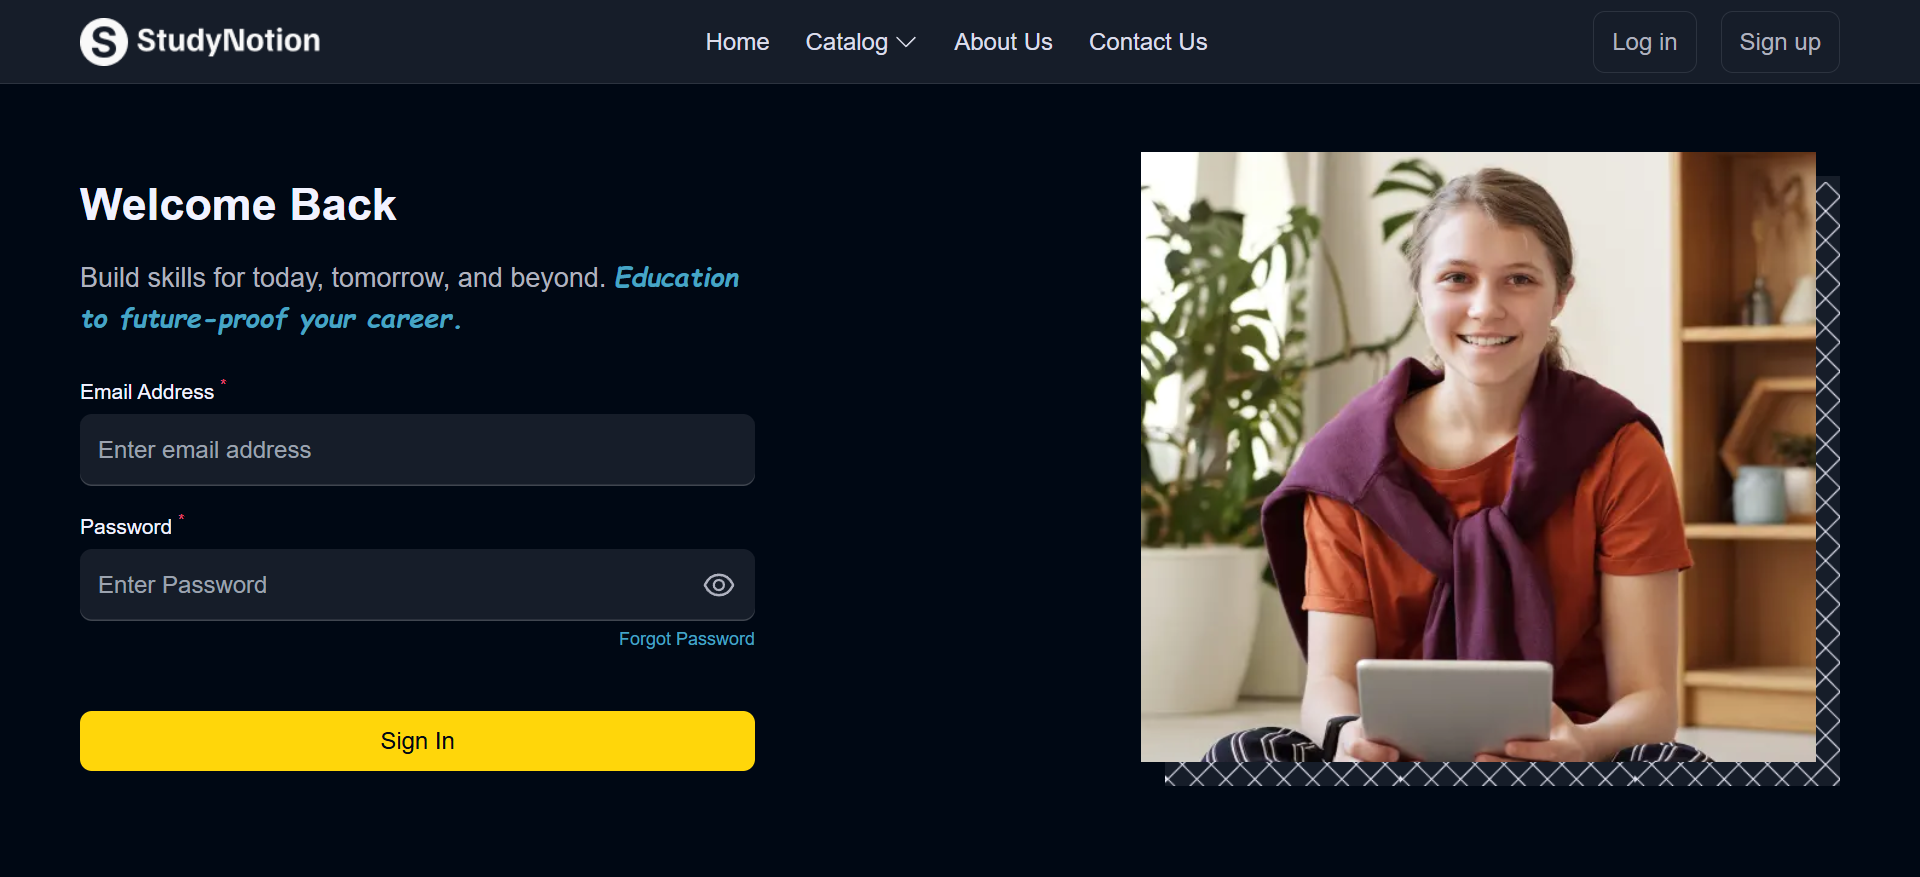 S StudyNotion
Home Catalog About Us Contact Us
Log in Sign up
Welcome Back
Build skills for today, tomorrow, and beyond. Education
to future-proof your career.
Email Address *
Enter email address
Password *
Enter Password
Forgot Password
Sign In